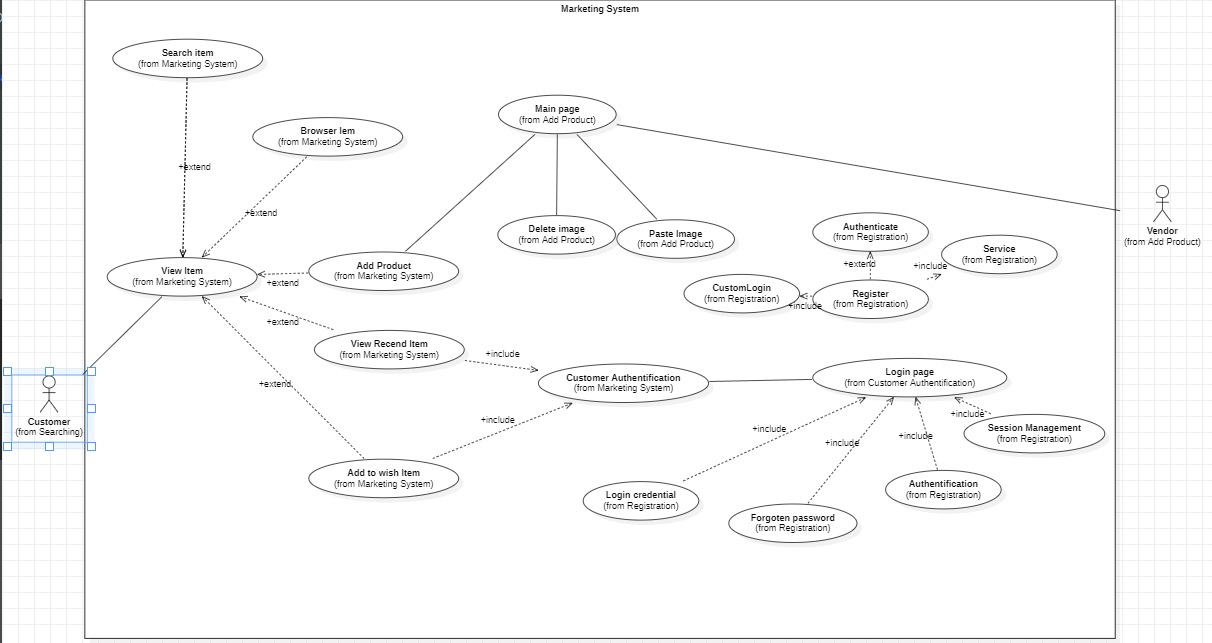 Marketing System
Search item
(from Marketing System)
Main page
(from Add Product)
Browser Iem
(from Marketing System)
+extend
+extend
Vendor
(from Add Product)
Delete image
(from Add Product)
Paste Image
(from Add Product)
Authenticate
(from Registration)
Service
(from Registration)
+extend
+include
View Item
(from Marketing System)
Add Product
(from Marketing System)
+extend
CustomLogin
(from Registration)
+include
Register
(from Registration)
+extend
View Recend Item
(from Marketing System)
+include
Customer Authentification
(from Marketing System)
Login page
(from Customer Authentification)
+extend
Customer
(from Searching)
+include
+include
+include
+include
+include
Session Management
(from Registration)
Add to wish Item
(from Marketing System)
Login credential
(from Registration)
Authentification
(from Registration)
Forgoten password
(from Registration)